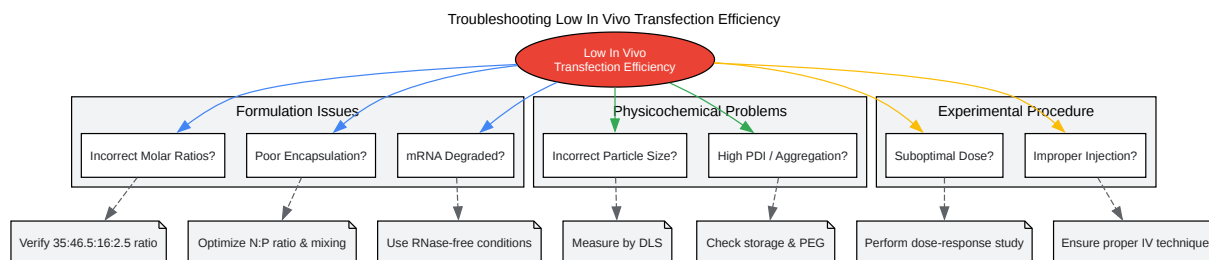 Troubleshooting Low In Vivo Transfection Efficiency
Low In Vivo
Transfection Efficiency
Formulation Issues
Physicochemical Problems
Experimental Procedure
Incorrect Molar Ratios?
Poor Encapsulation?
mRNA Degraded?
Incorrect Particle Size?
High PDI / Aggregation?
Suboptimal Dose?
Improper Injection?
Verify 35:46.5:16:2.5 ratio
Optimize N:P ratio & mixing
Use RNase-free conditions
Measure by DLS
Check storage & PEG
Perform dose-response study
Ensure proper IV technique